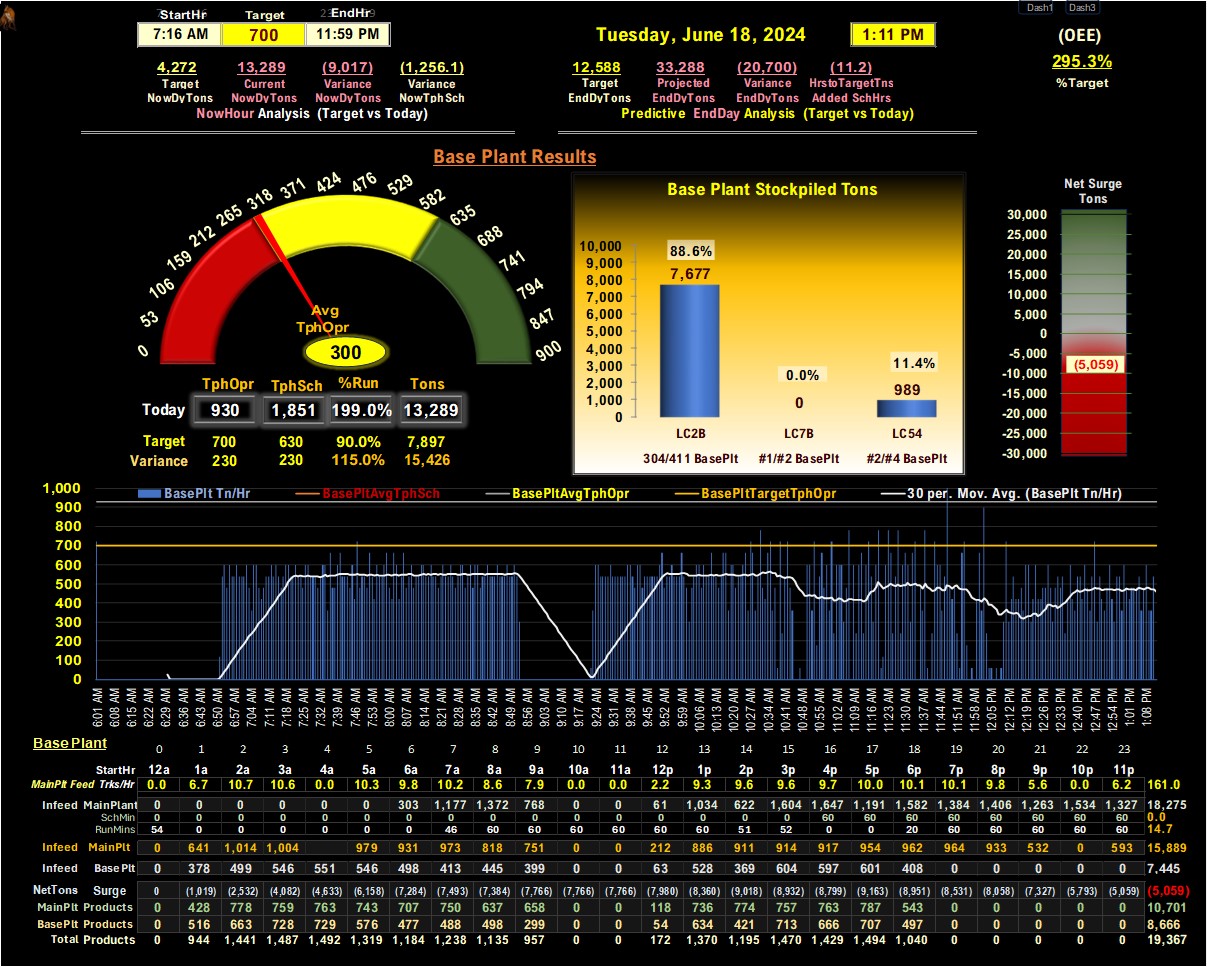 StartHr Target EndHr Dash1 Dash3
7:16 AM 700 11:59 PM Tuesday, June 18, 2024 1:11 PM (OEE)
4,272 13,289 (9,017) (1,256.1) 12,588 33,288 (20,700) (11.2) 295.3%
Target Current Variance Variance Target Projected Variance HrstoTargetTns %Target
NowDyTons NowDyTons NowDyTons NowTphSch EndDyTons EndDyTons EndDyTons Added SchHrs
NowHour Analysis (Target vs Today) Predictive EndDay Analysis (Target vs Today)
Base Plant Results
0 53 106 159 212 265 318 371 424 476 529 582 635 688 741 794 847 900
Avg
TphOpr
300
TphOpr TphSch %Run Tons
Today 930 1,851 199.0% 13,289
Target 700 630 90.0% 7,897
Variance 230 230 115.0% 15,426
Base Plant Stockpiled Tons
10,000
9,000
8,000
7,000
6,000
5,000
4,000
3,000
2,000
1,000
0
88.6% 0.0% 11.4%
7,677 0 989
LC2B LC7B LC54
304/411 BasePlt #1/#2 BasePlt #2/#4 BasePlt
Net Surge
Tons
30,000
25,000
20,000
15,000
10,000
5,000
0
-5,000
-10,000
-15,000
-20,000
-25,000
-30,000
(5,059)
BasePlt Tn/Hr BasePltAvgTphSch BasePltAvgTphOpr BasePltTargetTphOpr 30 per. Mov. Avg. (BasePlt Tn/Hr)
1,000
900
800
700
600
500
400
300
200
100
0
6:01 AM 6:08 AM 6:15 AM 6:22 AM 6:29 AM 6:36 AM 6:43 AM 6:50 AM 6:57 AM 7:04 AM 7:11 AM 7:18 AM 7:25 AM 7:32 AM 7:39 AM 7:46 AM 7:53 AM 8:00 AM 8:07 AM 8:14 AM 8:21 AM 8:28 AM 8:35 AM 8:42 AM 8:49 AM 8:56 AM 9:03 AM 9:10 AM 9:17 AM 9:24 AM 9:31 AM 9:38 AM 9:45 AM 9:52 AM 9:59 AM 10:06 AM 10:13 AM 10:20 AM 10:27 AM 10:34 AM 10:41 AM 10:48 AM 10:55 AM 11:02 AM 11:09 AM 11:16 AM 11:23 AM 11:30 AM 11:37 AM 11:44 AM 11:51 AM 11:58 AM 12:05 PM 12:12 PM 12:19 PM 12:26 PM 12:33 PM 12:40 PM 12:47 PM 12:54 PM 1:01 PM 1:08 PM
Base Plant 0 1 2 3 4 5 6 7 8 9 10 11 12 13 14 15 16 17 18 19 20 21 22 23
StartHr 12a 1a 2a 3a 4a 5a 6a 7a 8a 9a 10a 11a 12p 1p 2p 3p 4p 5p 6p 7p 8p 9p 10p 11p
MainPlt Feed Trks/Hr 0.0 6.7 10.7 10.6 0.0 10.3 9.8 10.2 8.6 7.9 0.0 0.0 2.2 9.3 9.6 9.6 9.7 10.0 10.1 10.1 9.8 5.6 0.0 6.2 161.0
Infeed MainPlant 0 0 0 0 0 0 303 1,177 1,372 768 0 0 61 1,034 622 1,604 1,647 1,191 1,582 1,384 1,406 1,263 1,534 1,327 18,275
SchMin 0 0 0 0 0 0 0 0 0 0 0 0 0 0 0 0 60 60 60 60 60 60 60 60 0.0
RunMins 54 0 0 0 0 0 0 46 60 60 60 60 60 60 51 52 0 0 20 60 60 60 60 60 14.7
Infeed MainPlt 0 641 1,014 1,004 979 931 973 818 751 0 0 212 886 911 914 917 954 962 964 933 532 0 593 15,889
Infeed BasePlt 0 378 499 546 551 546 498 413 445 399 0 0 63 528 369 604 597 601 408 0 0 0 0 0 7,445
NetTons Surge 0 (1,019) (2,532) (4,082) (4,633) (6,158) (7,284) (7,493) (7,384) (7,766) (7,766) (7,766) (7,980) (8,360) (9,018) (8,932) (8,799) (9,163) (8,951) (8,531) (8,058) (7,327) (5,793) (5,059) (5,059)
MainPlt Products 0 428 778 759 763 743 707 750 637 658 0 0 118 736 774 757 763 787 543 0 0 0 0 0 10,701
BasePlt Products 0 516 663 728 729 576 477 488 498 299 0 0 54 634 421 713 666 707 497 0 0 0 0 0 8,666
Total Products 0 944 1,441 1,487 1,492 1,319 1,184 1,238 1,135 957 0 0 172 1,370 1,195 1,470 1,429 1,494 1,040 0 0 0 0 0 19,367